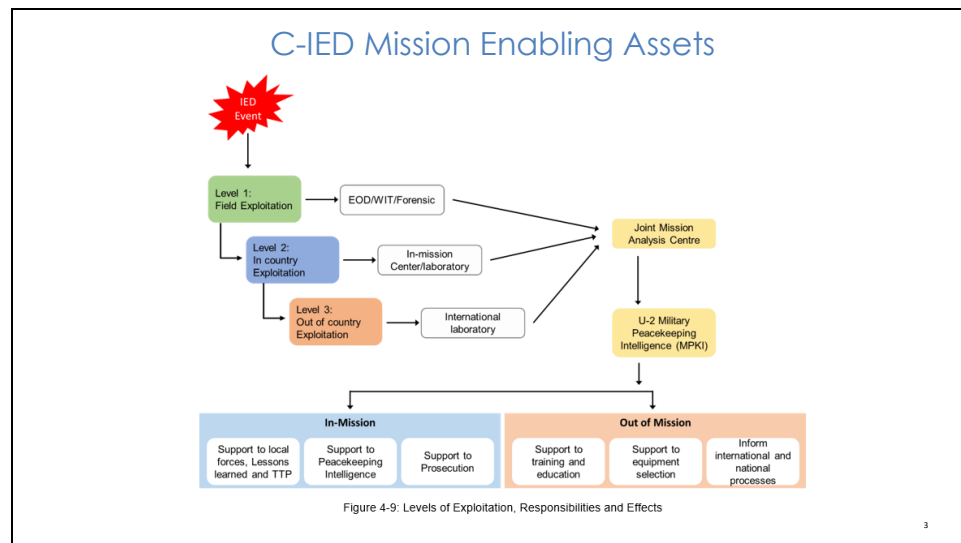 C-IED Mission Enabling Assets
IED
Event
Level 1:
Field Exploitation
EOD/WIT/Forensic
Joint Mission
Analysis Centre
Level 2:
In country
Exploitation
In-mission
Center/laboratory
Level 3:
Out of country
Exploitation
International
laboratory
U-2 Military
Peacekeeping
Intelligence (MPKI)
In-Mission
Support to local
forces, Lessons
learned and TTP
Support to
Peacekeeping
Intelligence
Support to
Prosecution
Out of Mission
Support to
training and
education
Support to
equipment
selection
Inform
international and
national
processes
Figure 4-9: Levels of Exploitation, Responsibilities and Effects
3